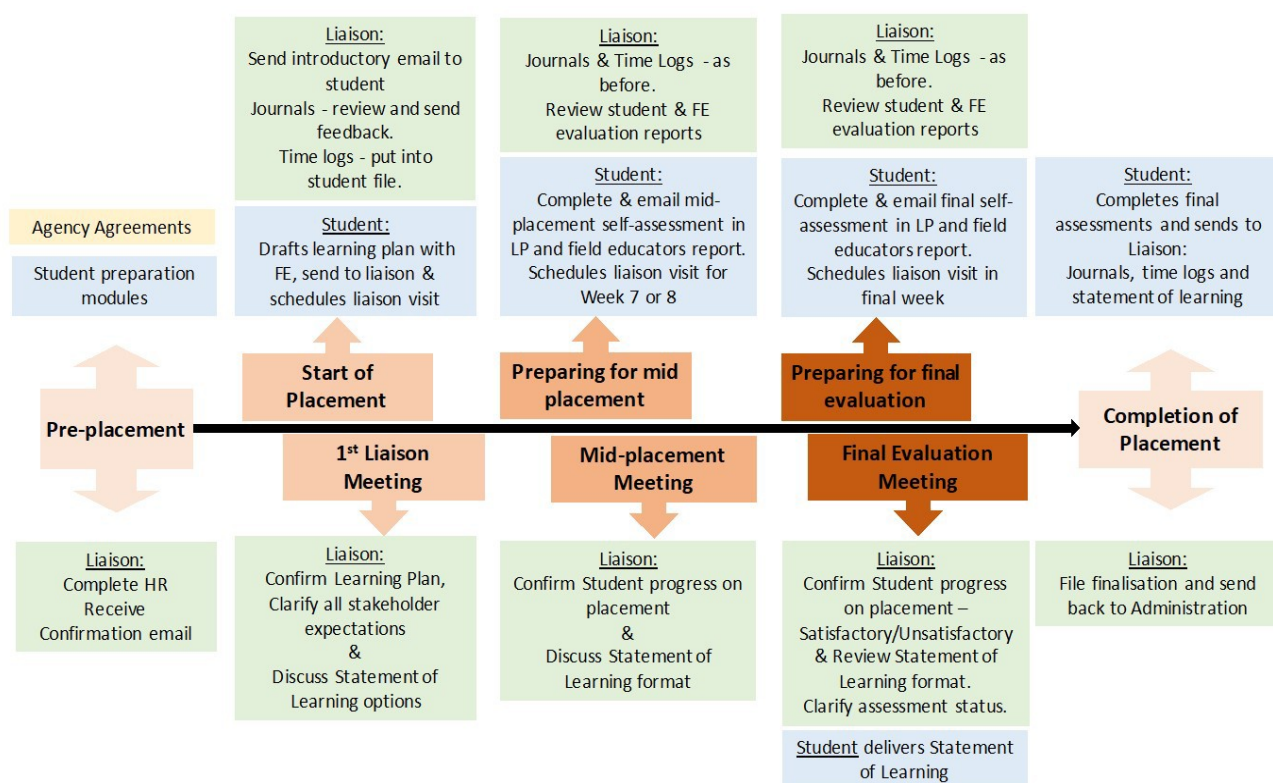 Liaison:
Send introductory email to
student
Journals - review and send
feedback.
Time logs - put into
student file.
Liaison:
Journals & Time Logs - as
before.
Review student & FE
evaluation reports
Liaison:
Journals & Time Logs - as
before.
Review student & FE
evaluation reports
Agency Agreements
Student preparation
modules
Student:
Drafts learning plan with
FE, send to liaison &
schedules liaison visit
Student:
Complete & email mid-
placement self-assessment in
LP and field educators report.
Schedules liaison visit for
Week 7 or 8
Student:
Complete & email final self-
assessment in LP and field
educators report.
Schedules liaison visit in
final week
Student:
Completes final
assessments and sends to
Liaison:
Journals, time logs and
statement of learning
Pre-placement
Start of
Placement
Preparing for mid
placement
Preparing for final
evaluation
Completion of
Placement
1st Liaison
Meeting
Mid-placement
Meeting
Final Evaluation
Meeting
Liaison:
Complete HR
Receive
Confirmation email
Liaison:
Confirm Learning Plan,
Clarify all stakeholder
expectations
&
Discuss Statement of
Learning options
Liaison:
Confirm Student progress on
placement
&
Discuss Statement of
Learning format
Liaison:
Confirm Student progress
on placement –
Satisfactory/Unsatisfactory
& Review Statement of
Learning format.
Clarify assessment status.
Student delivers Statement
of Learning
Liaison:
File finalisation and send
back to Administration